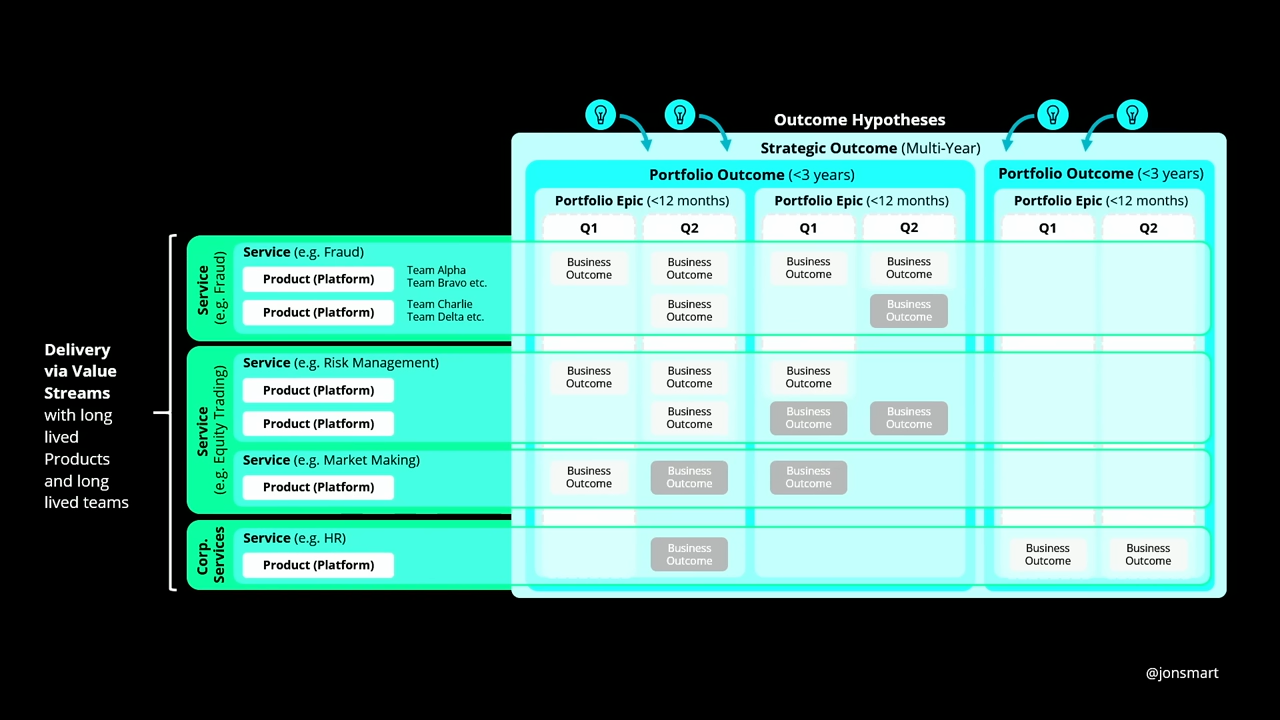 Outcome Hypotheses
Strategic Outcome (Multi-Year)
Portfolio Outcome (<3 years)
Portfolio Outcome (<3 years)
Portfolio Epic (<12 months)
Portfolio Epic (<12 months)
Portfolio Epic (<12 months)
Q1
Q2
Q1
Q2
Q1
Q2
Delivery
via Value
Streams
with long
lived
Products
and long
lived teams
Service
(e.g. Fraud)
Service (e.g. Fraud)
Product (Platform)
Team Alpha
Team Bravo etc.
Product (Platform)
Team Charlie
Team Delta etc.
Business
Outcome
Business
Outcome
Business
Outcome
Business
Outcome
Business
Outcome
Business
Outcome
Service
(e.g. Equity Trading)
Service (e.g. Risk Management)
Product (Platform)
Product (Platform)
Business
Outcome
Business
Outcome
Business
Outcome
Business
Outcome
Business
Outcome
Business
Outcome
Service (e.g. Market Making)
Product (Platform)
Business
Outcome
Business
Outcome
Business
Outcome
Corp.
Services
Service (e.g. HR)
Product (Platform)
Business
Outcome
Business
Outcome
Business
Outcome
@jonsmart